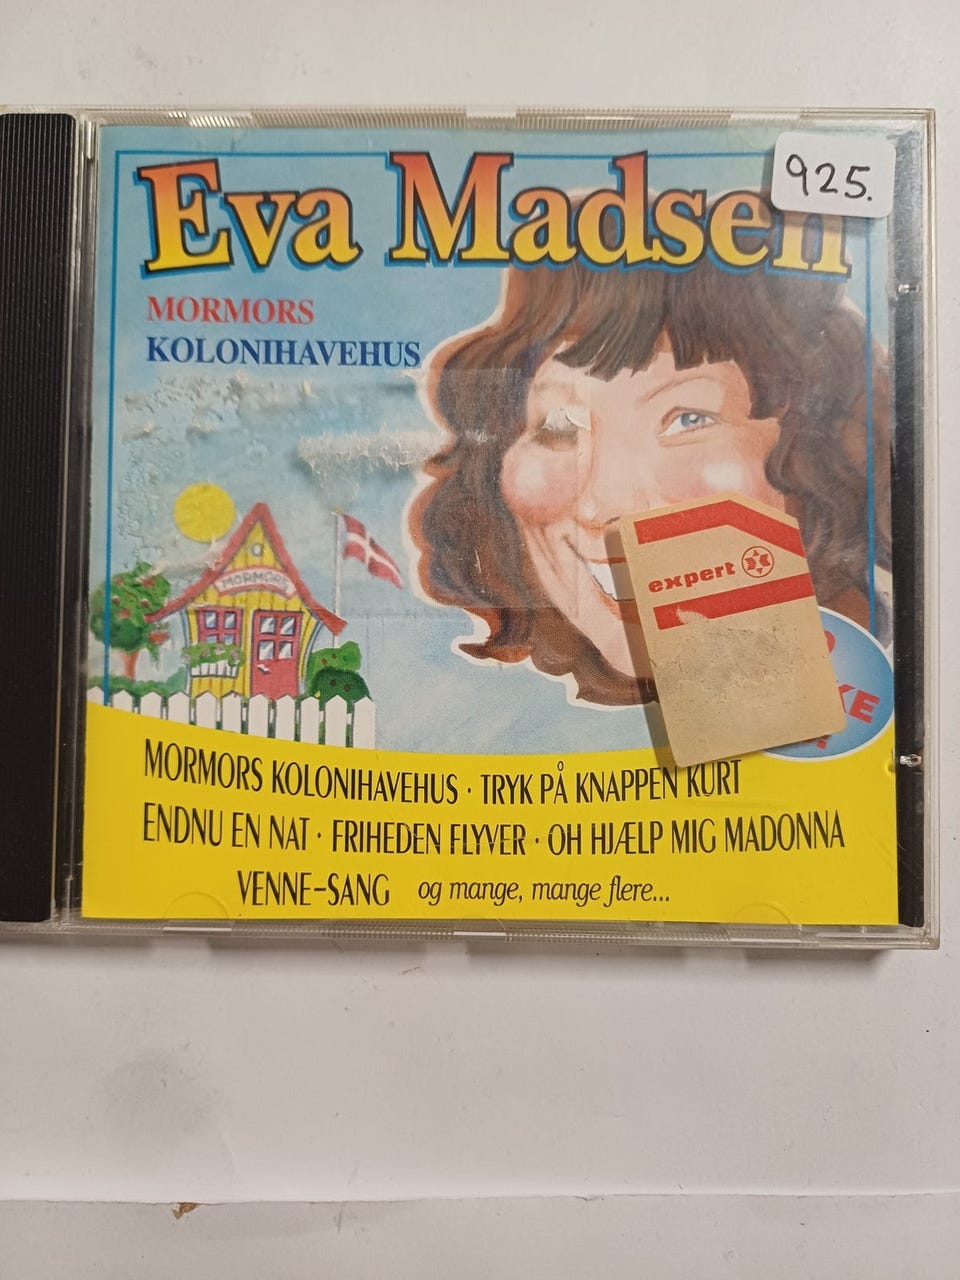 Eva Madsen
925.
MORMORS
KOLONIHAVEHUS
MORMORS
expert
MORMORS KOLONIHAVEHUS · TRYK PÅ KNAPPEN KURT
ENDNU EN NAT · FRIHEDEN FLYVER · OH HJÆLP MIG MADONNA
VENNE-SANG og mange, mange flere...